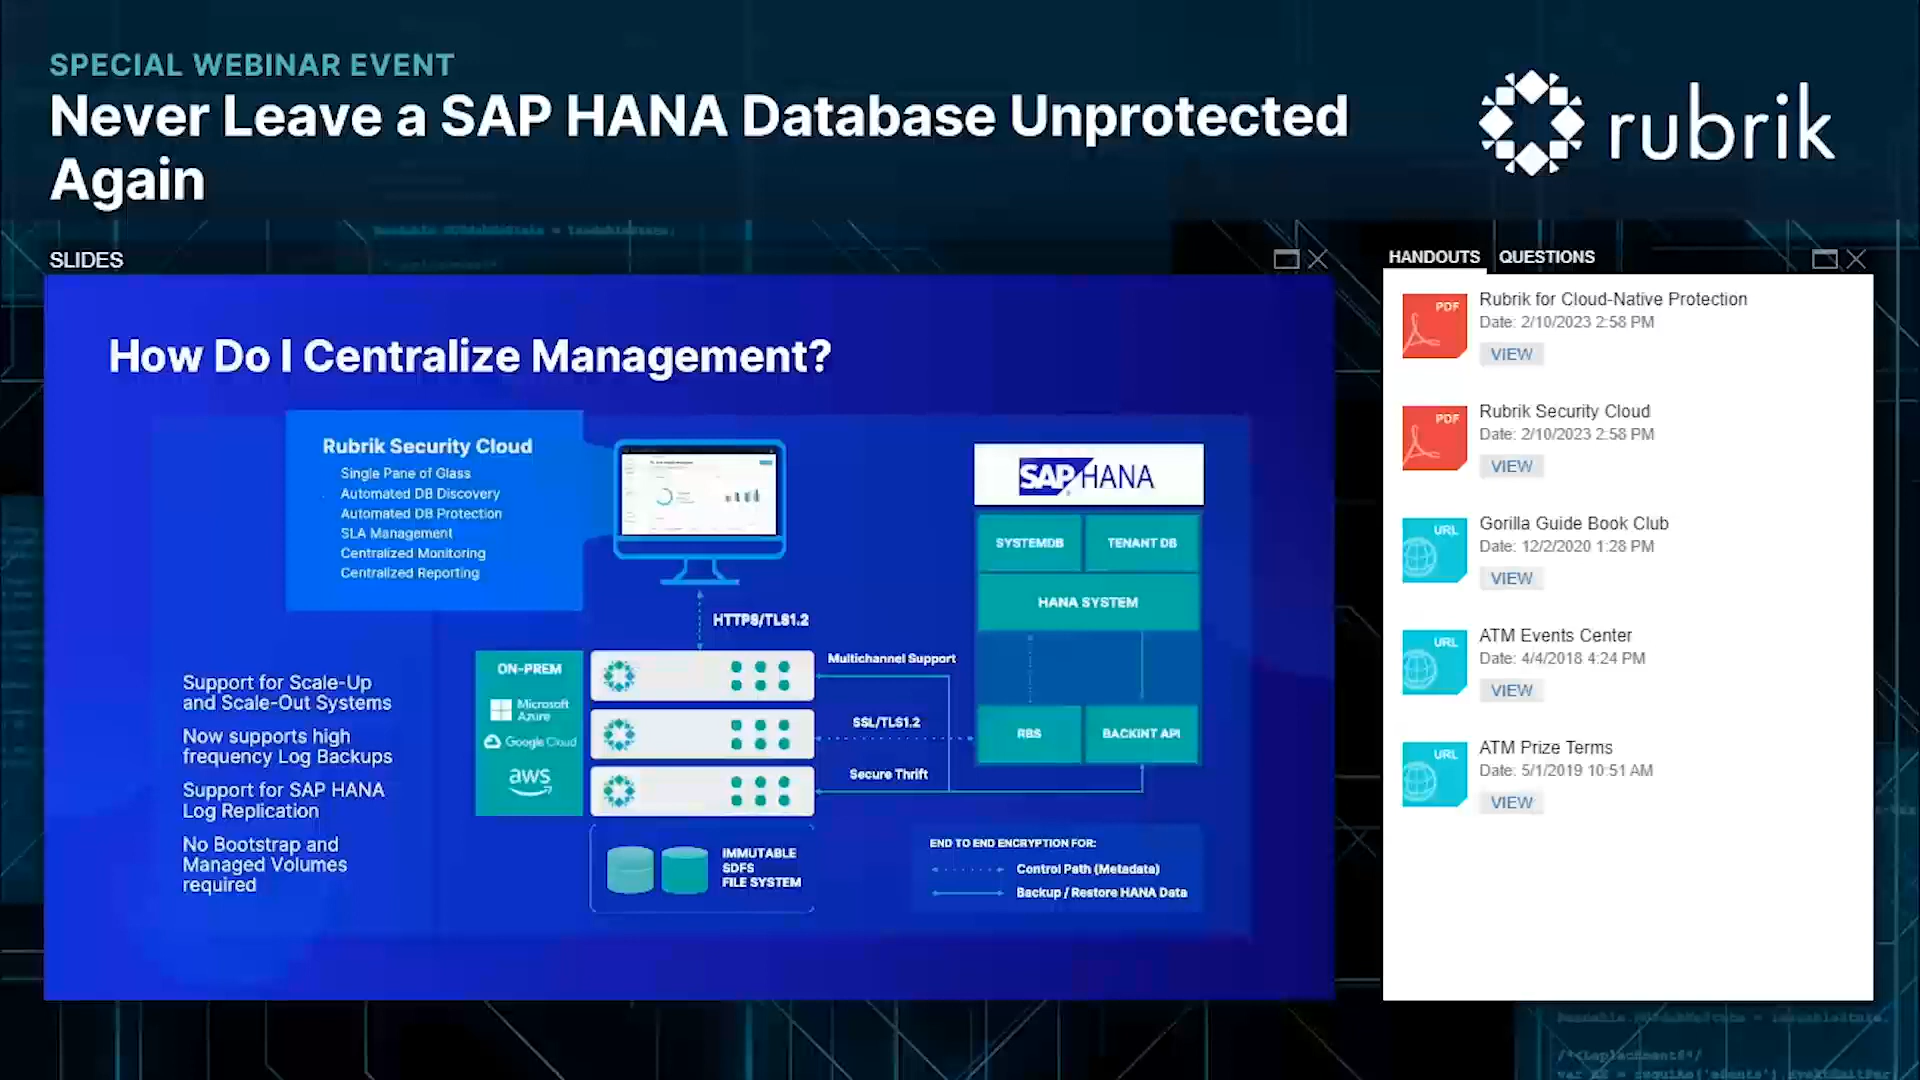 SPECIAL WEBINAR EVENT
Never Leave a SAP HANA Database Unprotected
Again
rubrik
SLIDES
How Do I Centralize Management?
Rubrik Security Cloud
Single Pane of Glass
Automated DB Discovery
Automated DB Protection
SLA Management
Centralized Monitoring
Centralized Reporting
HTTPS/TLS1.2
SAP HANA
SYSTEMDB
TENANT DB
HANA SYSTEM
RBS
BACKINT API
Support for Scale-Up
and Scale-Out Systems
Now supports high
frequency Log Backups
Support for SAP HANA
Log Replication
No Bootstrap and
Managed Volumes
required
ON-PREM
Microsoft
Azure
Google Cloud
aws
Multichannel Support
SSL/TLS1.2
Secure Thrift
IMMUTABLE
SDFS
FILE SYSTEM
END TO END ENCRYPTION FOR:
Control Path (Metadata)
Backup / Restore HANA Data
HANDOUTS
QUESTIONS
PDF
Rubrik for Cloud-Native Protection
Date: 2/10/2023 2:58 PM
VIEW
PDF
Rubrik Security Cloud
Date: 2/10/2023 2:58 PM
VIEW
URL
Gorilla Guide Book Club
Date: 12/2/2020 1:28 PM
VIEW
URL
ATM Events Center
Date: 4/4/2018 4:24 PM
VIEW
URL
ATM Prize Terms
Date: 5/1/2019 10:51 AM
VIEW